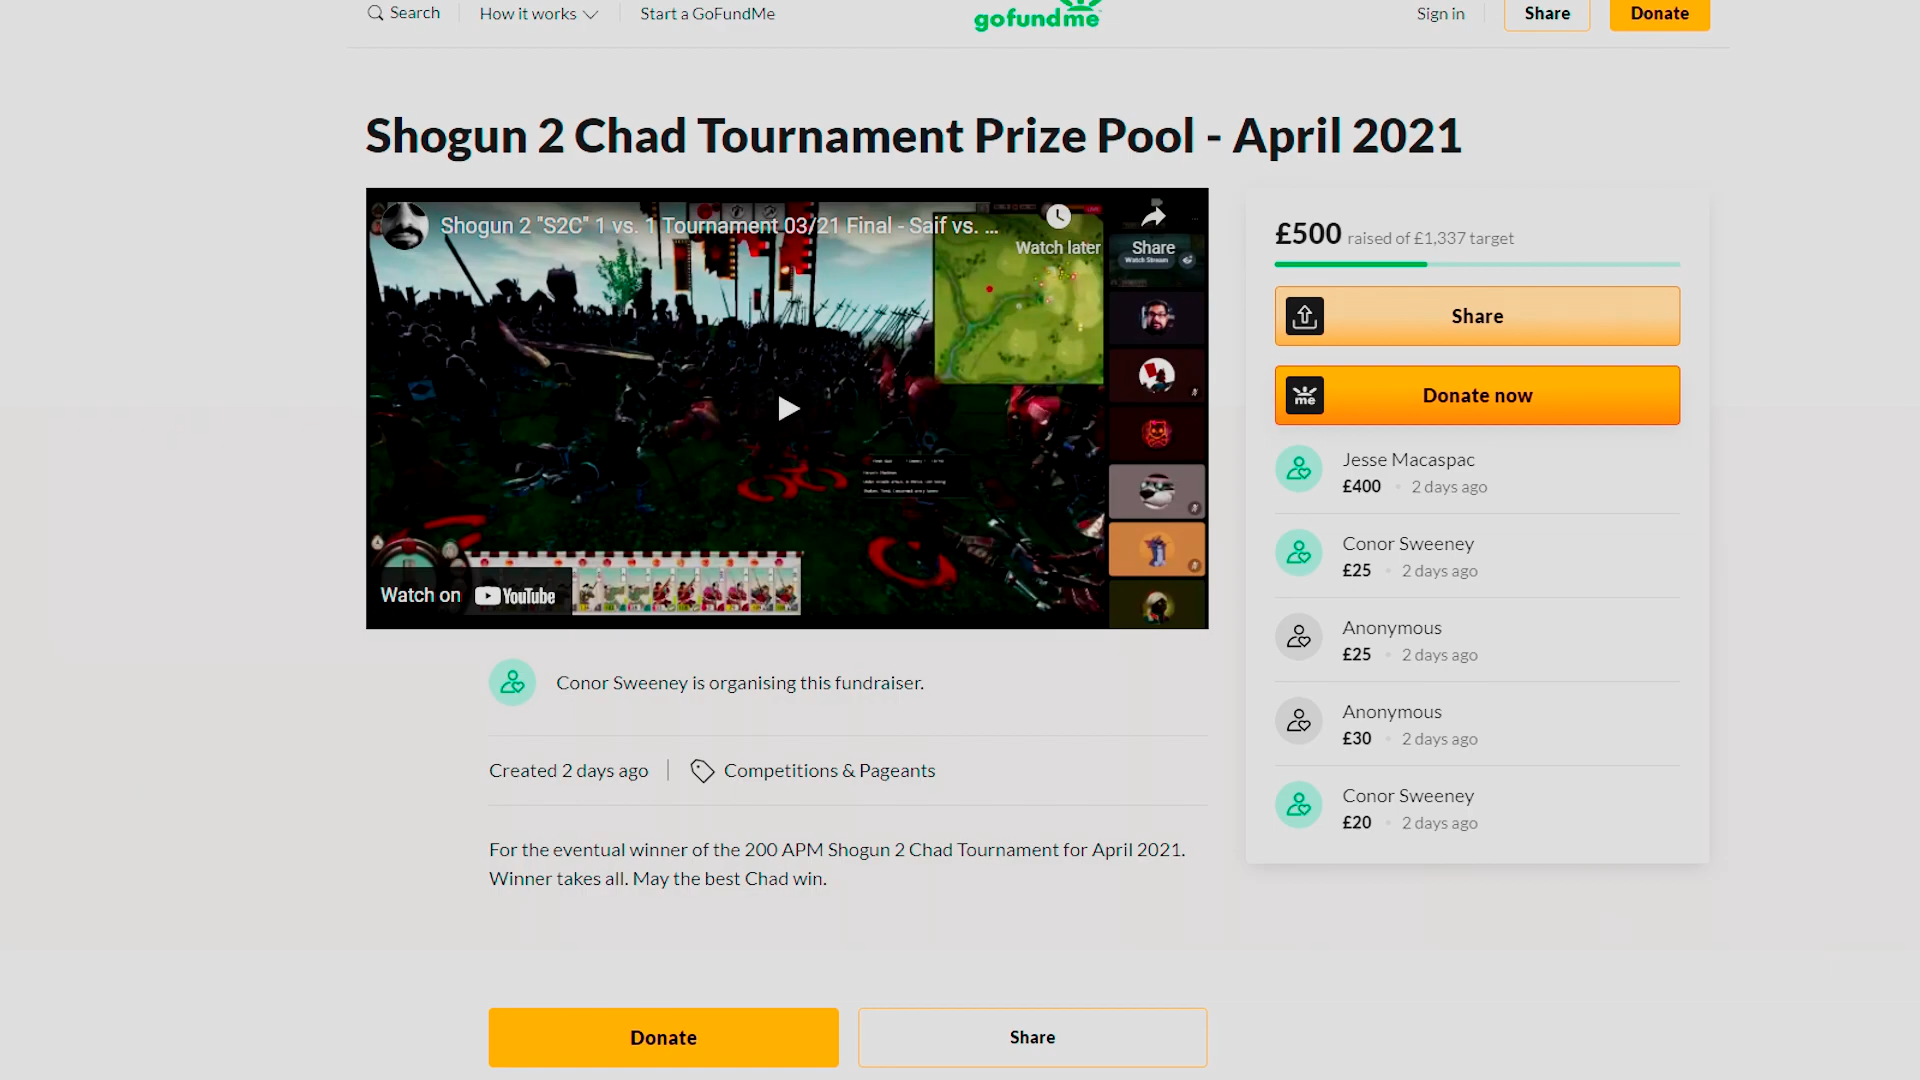 Search
How it works
Start a GoFundMe
gofundme
Sign in
Share
Donate
Shogun 2 Chad Tournament Prize Pool - April 2021
Shogun 2 "S2C" 1 vs. 1 Tournament 03/21 Final - Saif vs. ...
Watch later
Share
Watch Stream
Watch on YouTube
£500 raised of £1,337 target
Share
me
Donate now
Jesse Macaspac
£400 • 2 days ago
Conor Sweeney
£25 • 2 days ago
Anonymous
£25 • 2 days ago
Anonymous
£30 • 2 days ago
Conor Sweeney
£20 • 2 days ago
Conor Sweeney is organising this fundraiser.
Created 2 days ago
Competitions & Pageants
For the eventual winner of the 200 APM Shogun 2 Chad Tournament for April 2021.
Winner takes all. May the best Chad win.
Donate
Share